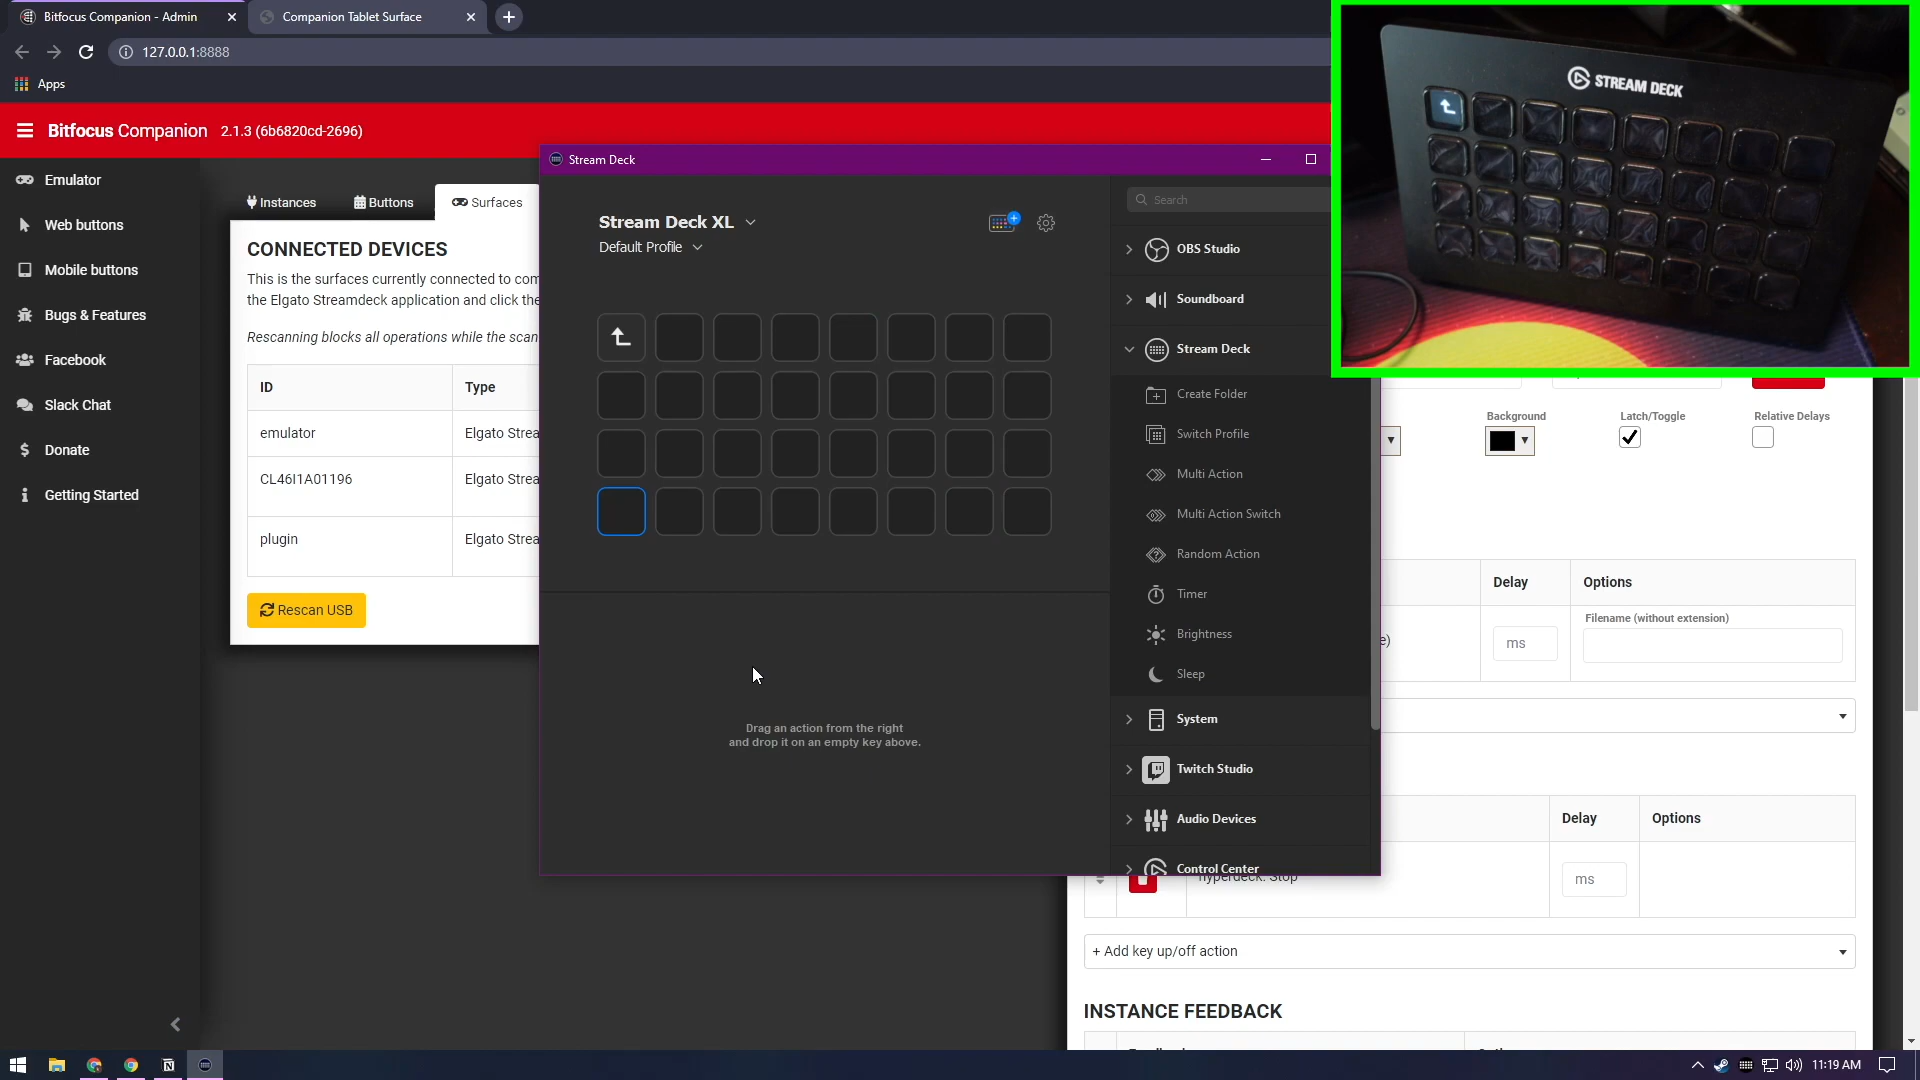 Bitfocus Companion - Admin
Companion Tablet Surface
127.0.0.1:8888
Apps
Bitfocus Companion 2.1.3 (6b6820cd-2696)
STREAM DECK
Emulator
Web buttons
Mobile buttons
Bugs & Features
Facebook
Slack Chat
Donate
Getting Started
Instances
Buttons
Surfaces
CONNECTED DEVICES
This is the surfaces currently connected to com
the Elgato Streamdeck application and click the
Rescanning blocks all operations while the scan
ID
Type
emulator
Elgato Strea
CL46I1A01196
Elgato Strea
plugin
Elgato Strea
Rescan USB
Stream Deck
Stream Deck XL
Default Profile
Drag an action from the right
and drop it on an empty key above.
Search
OBS Studio
Soundboard
Stream Deck
Create Folder
Switch Profile
Multi Action
Multi Action Switch
Random Action
Timer
Brightness
Sleep
System
Twitch Studio
Audio Devices
Control Center
Background
Latch/Toggle
Relative Delays
Delay
Options
e)
ms
Filename (without extension)
Delay
Options
hyperdeck: Stop
ms
+ Add key up/off action
INSTANCE FEEDBACK
11:19 AM